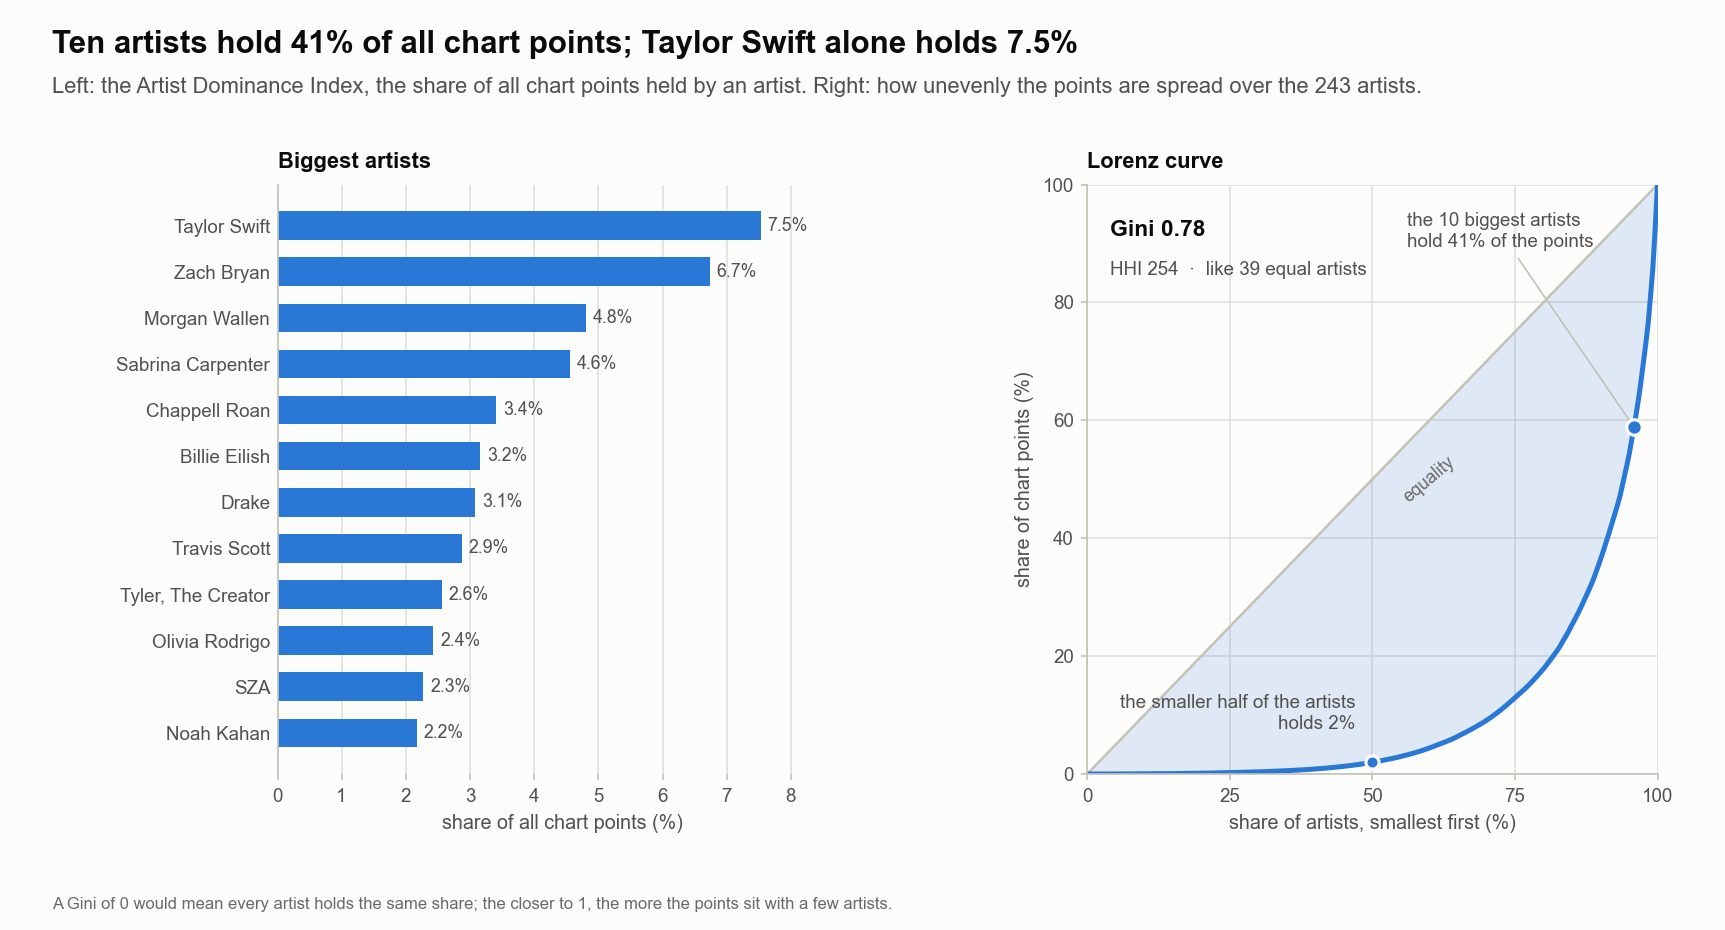 Ten artists hold 41% of all chart points; Taylor Swift alone holds 7.5%
Left: the Artist Dominance Index, the share of all chart points held by an artist. Right: how unevenly the points are spread over the 243 artists.
Biggest artists
Taylor Swift 7.5%
Zach Bryan 6.7%
Morgan Wallen 4.8%
Sabrina Carpenter 4.6%
Chappell Roan 3.4%
Billie Eilish 3.2%
Drake 3.1%
Travis Scott 2.9%
Tyler, The Creator 2.6%
Olivia Rodrigo 2.4%
SZA 2.3%
Noah Kahan 2.2%
0 1 2 3 4 5 6 7 8
share of all chart points (%)
Lorenz curve
share of chart points (%)
100
80
60
40
20
0
Gini 0.78
HHI 254 · like 39 equal artists
the 10 biggest artists
hold 41% of the points
equality
the smaller half of the artists
holds 2%
0 25 50 75 100
share of artists, smallest first (%)
A Gini of 0 would mean every artist holds the same share; the closer to 1, the more the points sit with a few artists.